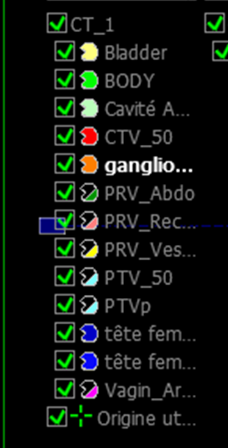 CT_1
Bladder
BODY
Cavité A...
CTV_50
ganglio...
PRV_Abdo
PRV_Rec...
PRV_Ves...
PTV_50
PTVp
tête fem...
tête fem...
Vagin_Ar...
Origine ut...